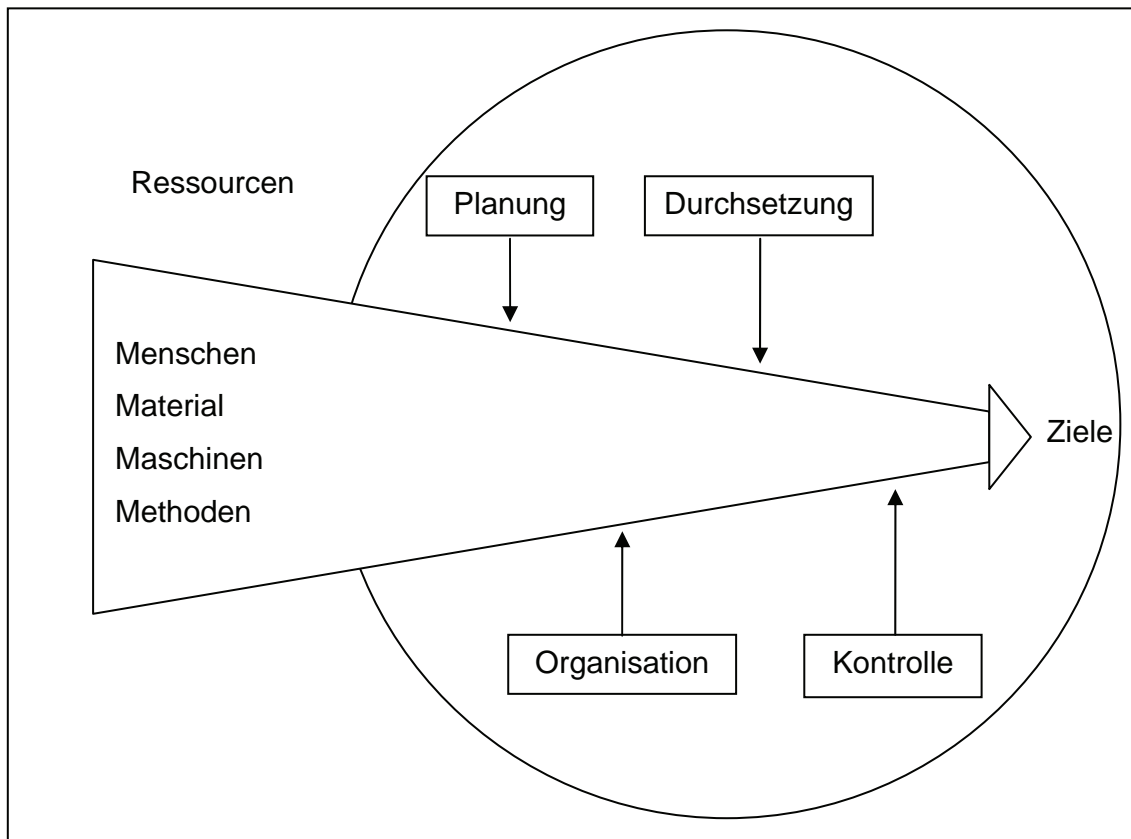 Ressourcen
Planung
Durchsetzung
Menschen
Material
Maschinen
Methoden
Ziele
Organisation
Kontrolle